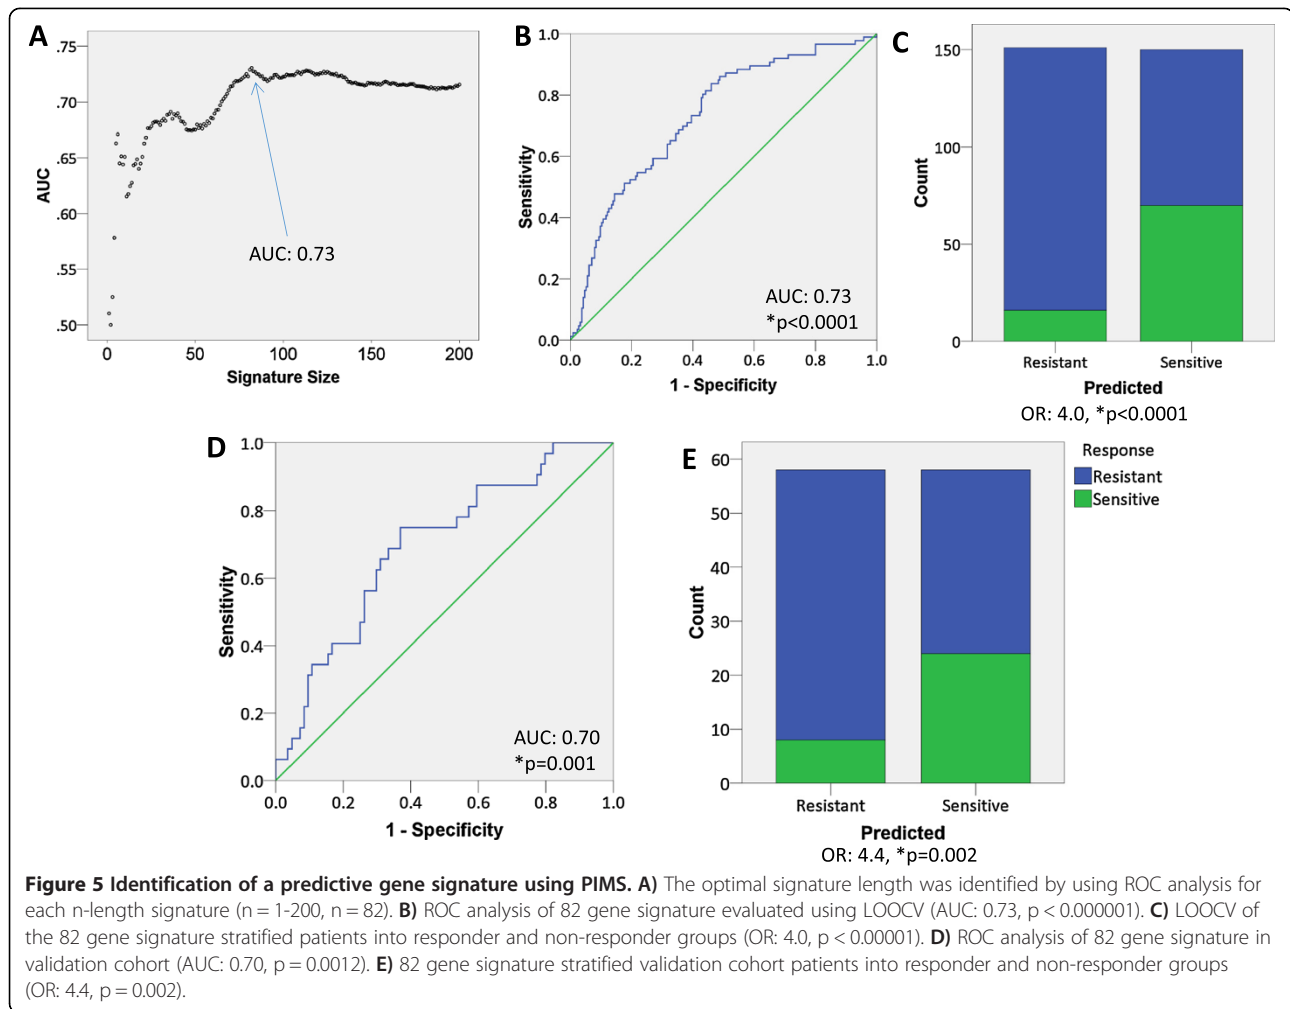 A
.75
.70
.65
.60
.55
.50
AUC
AUC: 0.73
0
50
100
150
200
Signature Size
B
1.0
0.8
0.6
0.4
0.2
0.0
Sensitivity
AUC: 0.73
*p<0.0001
0.0
0.2
0.4
0.6
0.8
1.0
1 - Specificity
C
150
100
50
0
Count
Resistant
Sensitive
Predicted
OR: 4.0, *p<0.0001
D
1.0
0.8
0.6
0.4
0.2
0.0
Sensitivity
AUC: 0.70
*p=0.001
0.0
0.2
0.4
0.6
0.8
1.0
1 - Specificity
E
60
50
40
30
20
10
0
Count
Resistant
Sensitive
Predicted
OR: 4.4, *p=0.002
Response
Resistant
Sensitive
Figure 5 Identification of a predictive gene signature using PIMS. A) The optimal signature length was identified by using ROC analysis for
each n-length signature (n = 1-200, n = 82). B) ROC analysis of 82 gene signature evaluated using LOOCV (AUC: 0.73, p < 0.000001). C) LOOCV of
the 82 gene signature stratified patients into responder and non-responder groups (OR: 4.0, p < 0.00001). D) ROC analysis of 82 gene signature in
validation cohort (AUC: 0.70, p = 0.0012). E) 82 gene signature stratified validation cohort patients into responder and non-responder groups
(OR: 4.4, p = 0.002).